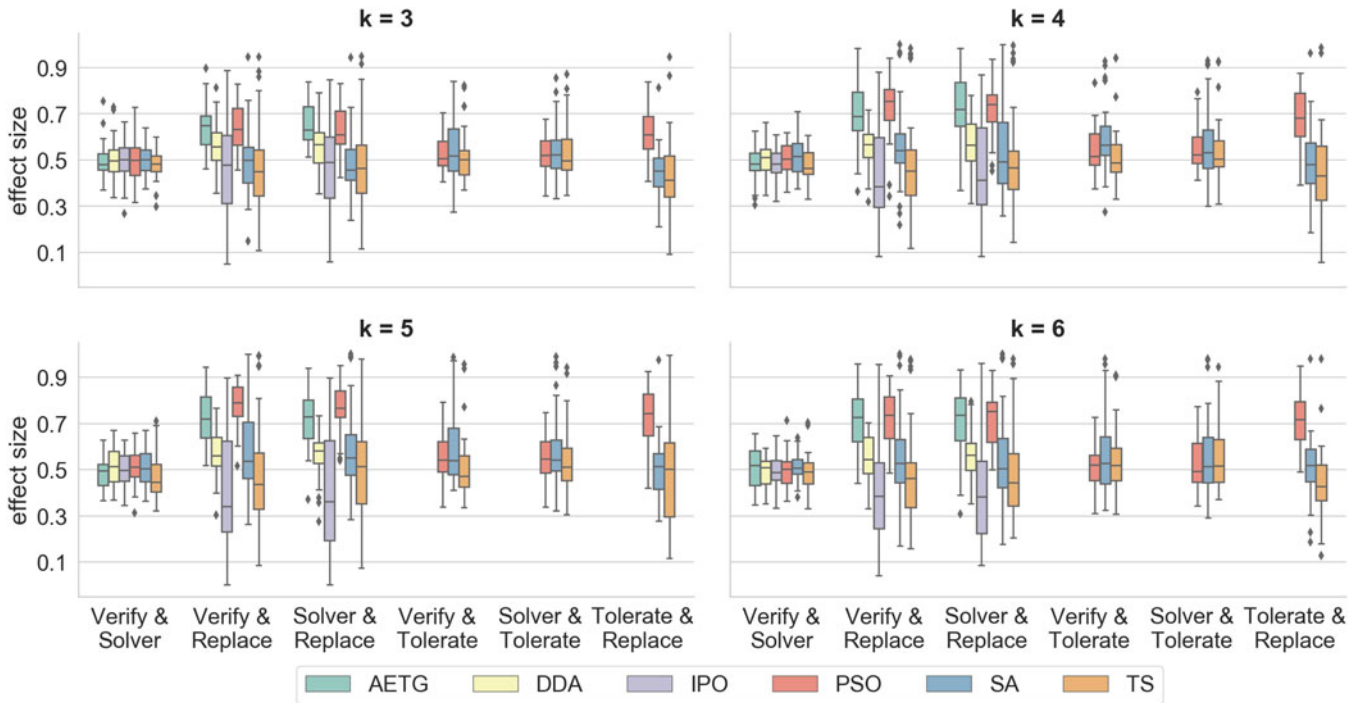 k = 3
k = 4
effect size
0.9
0.7
0.5
0.3
0.1
k = 5
k = 6
effect size
0.9
0.7
0.5
0.3
0.1
Verify & Solver
Verify & Replace
Solver & Replace
Verify & Tolerate
Solver & Tolerate
Tolerate & Replace
Verify & Solver
Verify & Replace
Solver & Replace
Verify & Tolerate
Solver & Tolerate
Tolerate & Replace
AETG DDA IPO PSO SA TS